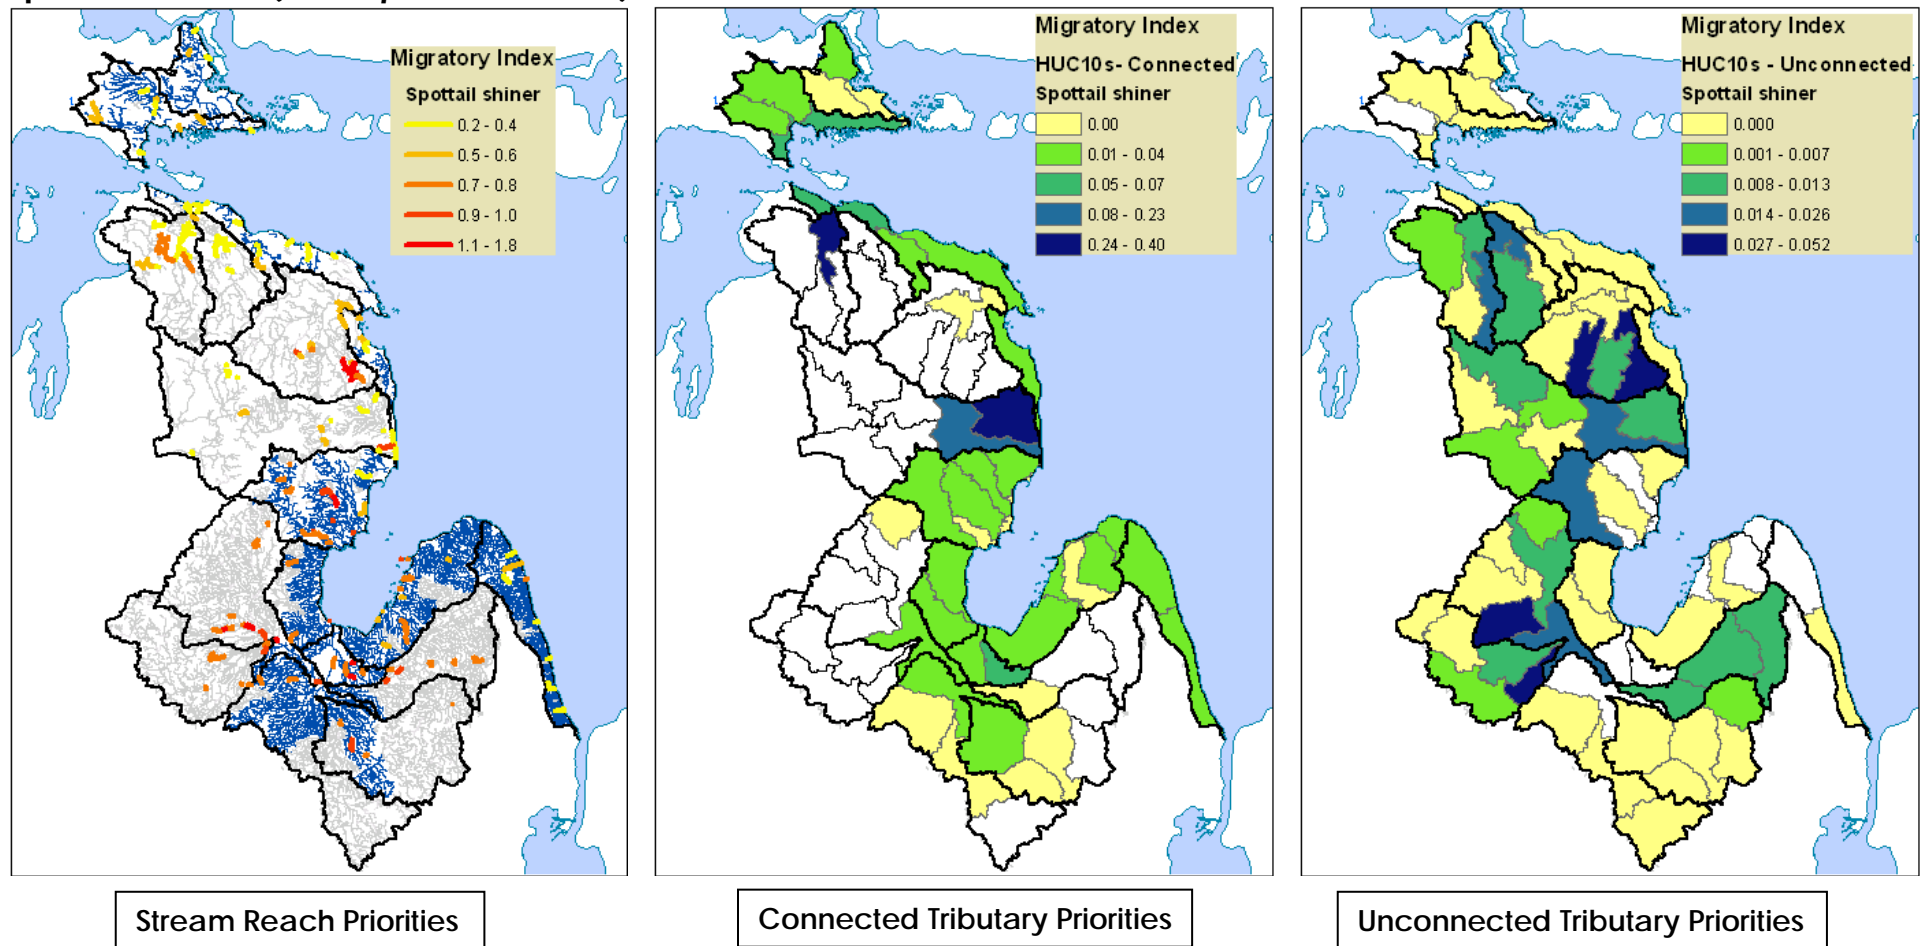 Migratory Index
Spottail shiner
0.2 - 0.4
0.5 - 0.6
0.7 - 0.8
0.9 - 1.0
1.1 - 1.8
Stream Reach Priorities
Migratory Index
HUC10s- Connected
Spottail shiner
0.00
0.01 - 0.04
0.05 - 0.07
0.08 - 0.23
0.24 - 0.40
Connected Tributary Priorities
Migratory Index
HUC10s - Unconnected
Spottail shiner
0.000
0.001 - 0.007
0.008 - 0.013
0.014 - 0.026
0.027 - 0.052
Unconnected Tributary Priorities